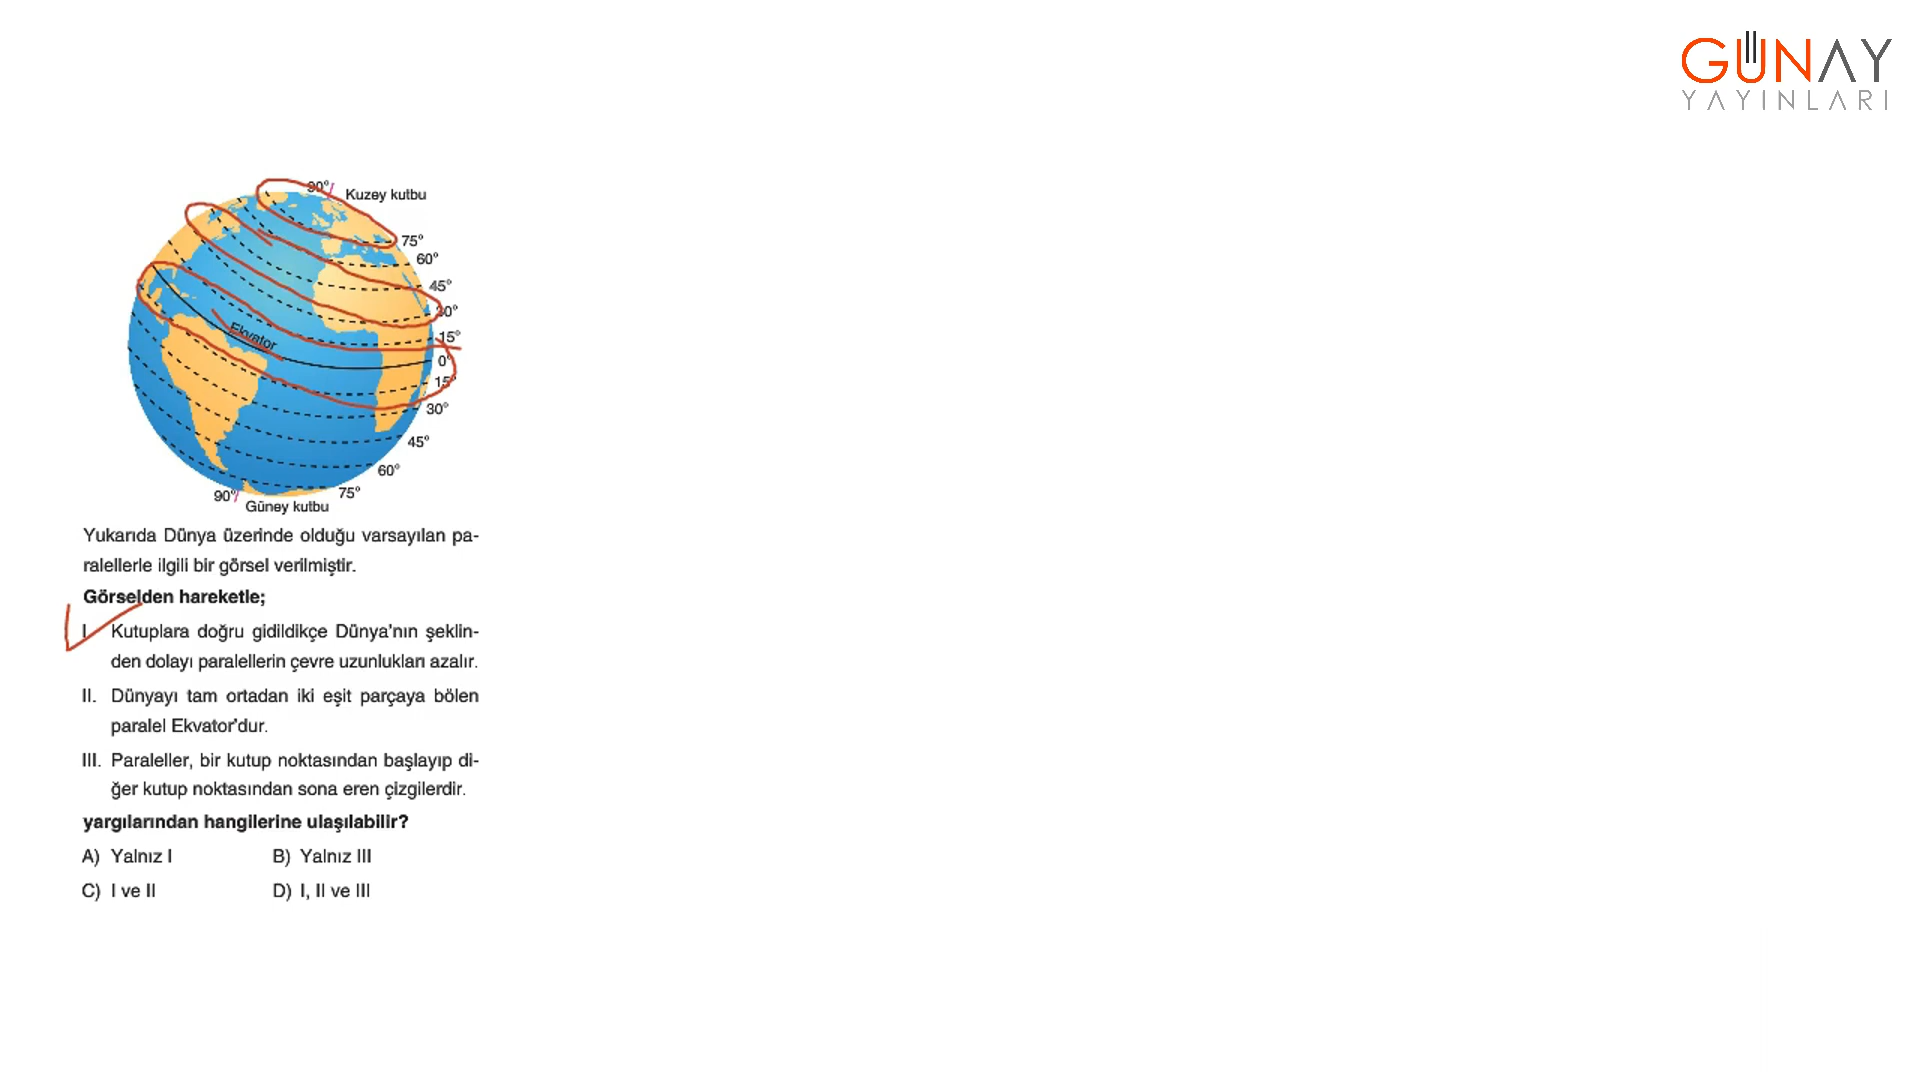 GÜNAY
YAYINLARI
90°
Kuzey kutbu
75°
60°
45°
30°
15°
Ekvator
0°
15°
30°
45°
60°
75°
90°
Güney kutbu
Yukarıda Dünya üzerinde olduğu varsayılan pa-
ralellerle ilgili bir görsel verilmiştir.
Görselden hareketle;
I. Kutuplara doğru gidildikçe Dünya'nın şeklin-
den dolayı paralellerin çevre uzunlukları azalır.
II. Dünyayı tam ortadan iki eşit parçaya bölen
paralel Ekvator'dur.
III. Paraleller, bir kutup noktasından başlayıp di-
ğer kutup noktasından sona eren çizgilerdir.
yargılarından hangilerine ulaşılabilir?
A) Yalnız I B) Yalnız III
C) I ve II D) I, II ve III